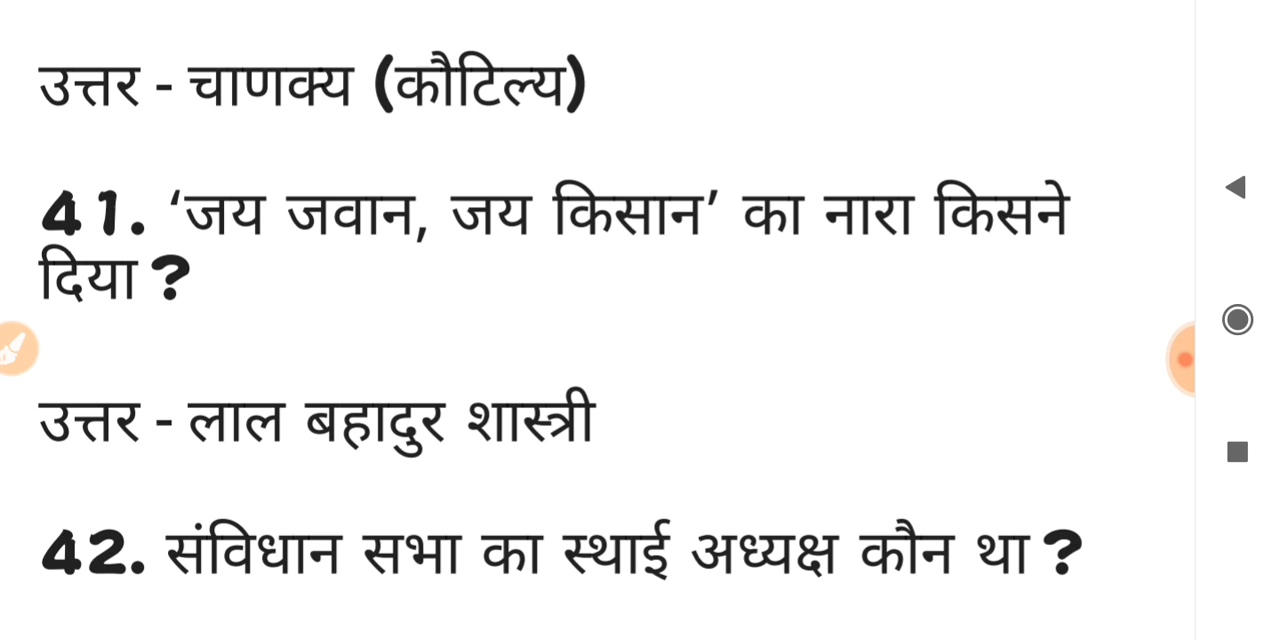 उत्तर - चाणक्य (कौटिल्य)
41. ‘जय जवान, जय किसान’ का नारा किसने
दिया ?
उत्तर - लाल बहादुर शास्त्री
42. संविधान सभा का स्थाई अध्यक्ष कौन था ?